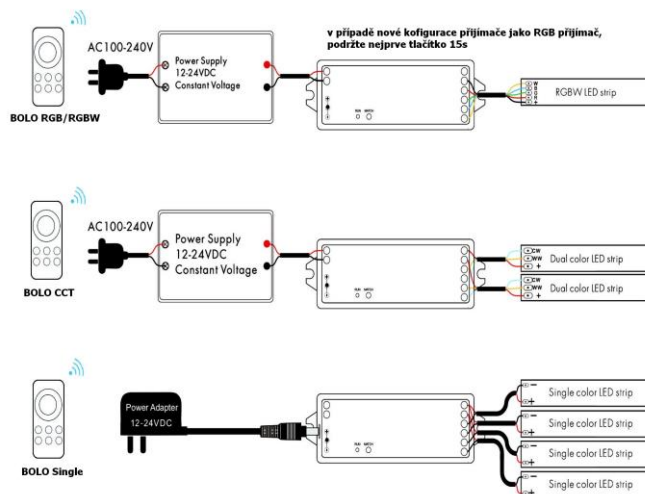 v případě nové kofigurace přijímače jako RGB přijímač,
podržte nejprve tlačítko 15s
AC100-240V
Power Supply
12-24VDC
Constant Voltage
RUN MATCH
W
B
G
R
+
RGBW LED strip
BOLO RGB/RGBW
AC100-240V
Power Supply
12-24VDC
Constant Voltage
RUN MATCH
CW
WW
+
Dual color LED strip
CW
WW
+
Dual color LED strip
BOLO CCT
Power Adapter
12-24VDC
RUN MATCH
−
+
Single color LED strip
−
+
Single color LED strip
−
+
Single color LED strip
−
+
Single color LED strip
BOLO Single